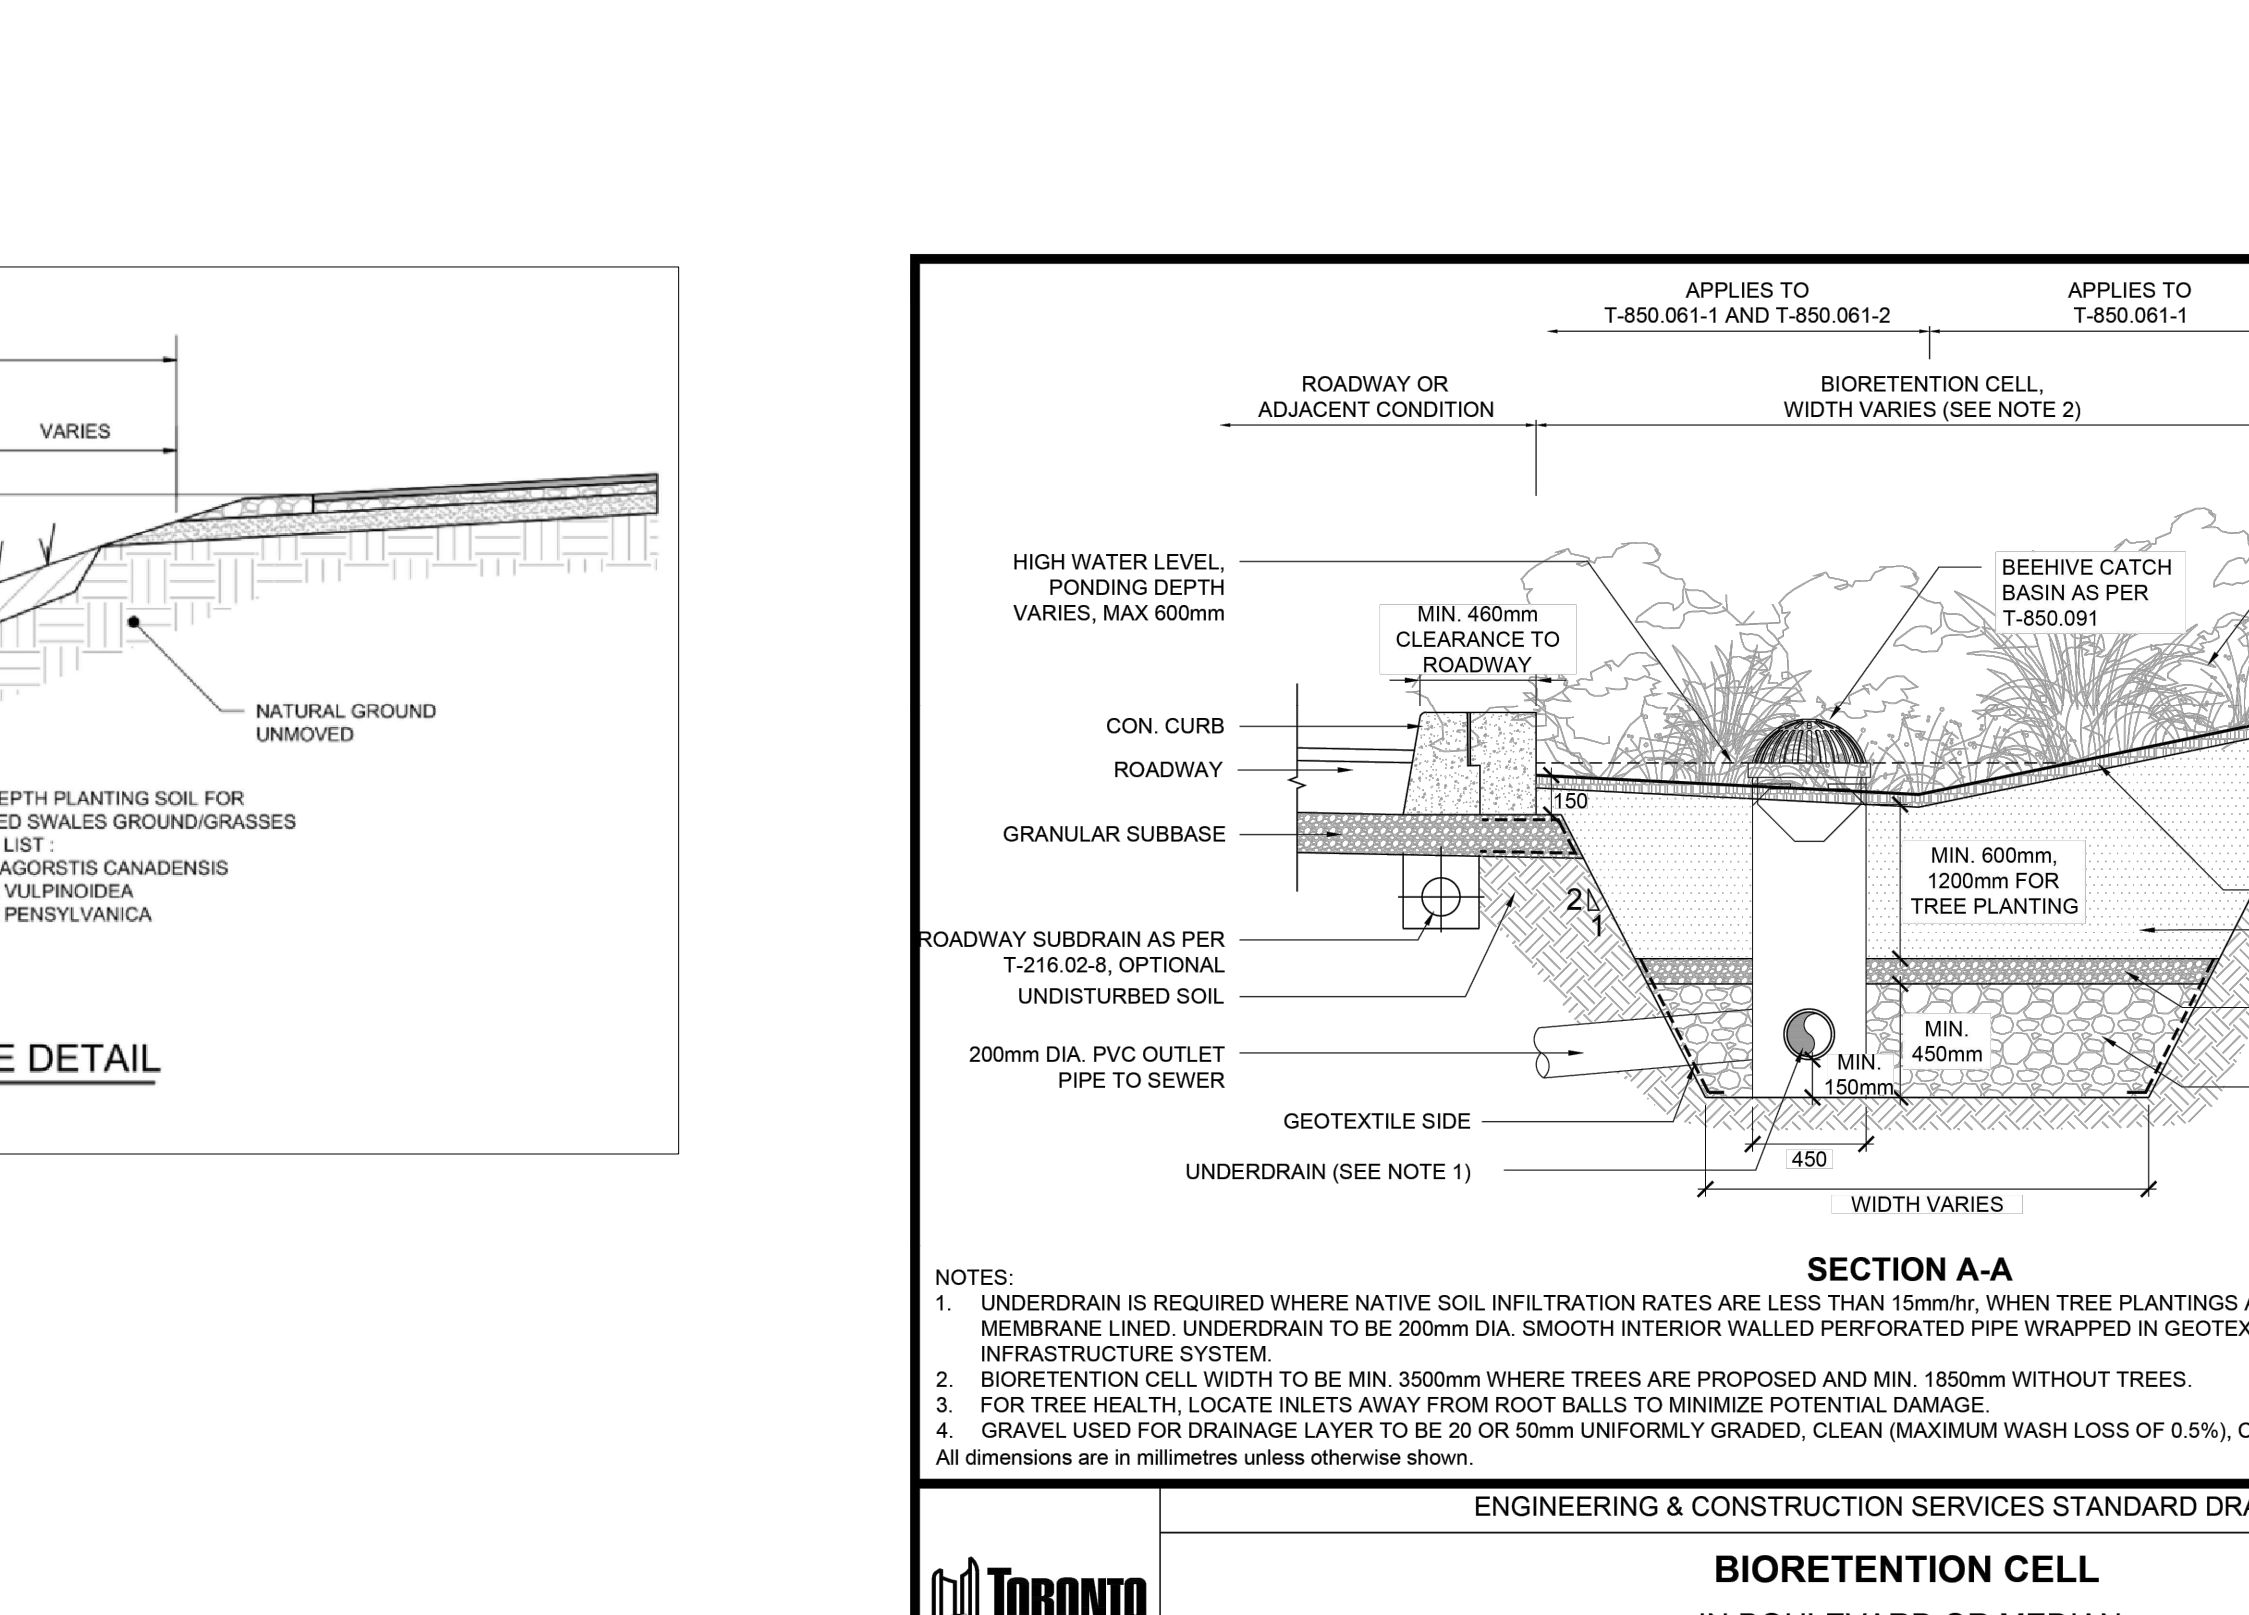 VARIES
NATURAL GROUND
UNMOVED
EPTH PLANTING SOIL FOR
ED SWALES GROUND/GRASSES
LIST :
AGORSTIS CANADENSIS
VULPINOIDEA
PENSYLVANICA
E DETAIL
APPLIES TO
T-850.061-1 AND T-850.061-2
APPLIES TO
T-850.061-1
ROADWAY OR
ADJACENT CONDITION
BIORETENTION CELL,
WIDTH VARIES (SEE NOTE 2)
HIGH WATER LEVEL,
PONDING DEPTH
VARIES, MAX 600mm
MIN. 460mm
CLEARANCE TO
ROADWAY
BEEHIVE CATCH
BASIN AS PER
T-850.091
CON. CURB
ROADWAY
150
GRANULAR SUBBASE
MIN. 600mm,
1200mm FOR
TREE PLANTING
2
1
ROADWAY SUBDRAIN AS PER
T-216.02-8, OPTIONAL
UNDISTURBED SOIL
200mm DIA. PVC OUTLET
PIPE TO SEWER
MIN.
450mm
MIN.
150mm
GEOTEXTILE SIDE
450
UNDERDRAIN (SEE NOTE 1)
WIDTH VARIES
SECTION A-A
NOTES:
1. UNDERDRAIN IS REQUIRED WHERE NATIVE SOIL INFILTRATION RATES ARE LESS THAN 15mm/hr, WHEN TREE PLANTINGS A
MEMBRANE LINED. UNDERDRAIN TO BE 200mm DIA. SMOOTH INTERIOR WALLED PERFORATED PIPE WRAPPED IN GEOTEX
INFRASTRUCTURE SYSTEM.
2. BIORETENTION CELL WIDTH TO BE MIN. 3500mm WHERE TREES ARE PROPOSED AND MIN. 1850mm WITHOUT TREES.
3. FOR TREE HEALTH, LOCATE INLETS AWAY FROM ROOT BALLS TO MINIMIZE POTENTIAL DAMAGE.
4. GRAVEL USED FOR DRAINAGE LAYER TO BE 20 OR 50mm UNIFORMLY GRADED, CLEAN (MAXIMUM WASH LOSS OF 0.5%), C
All dimensions are in millimetres unless otherwise shown.
ENGINEERING & CONSTRUCTION SERVICES STANDARD DRA
TORONTO
BIORETENTION CELL
IN BOULEVARD OR MEDIAN